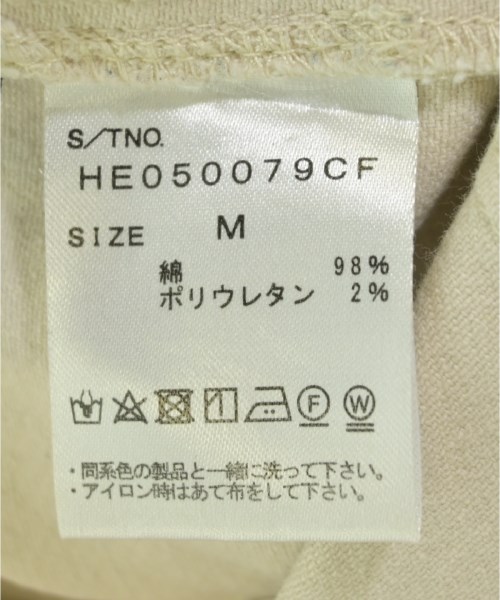 S/TNO.
HE050079CF
SIZE M
綿 98%
ポリウレタン 2%
F W
・同系色の製品と一緒に洗って下さい。
・アイロン時はあて布をして下さい。